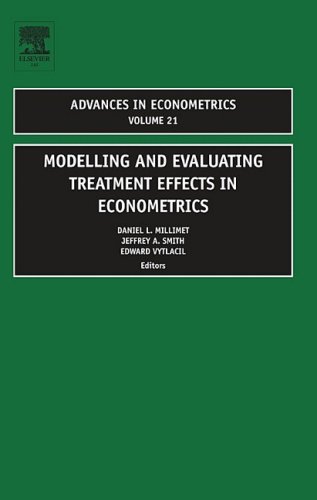 ELSEVIER
JAI
ADVANCES IN ECONOMETRICS
VOLUME 21
MODELLING AND EVALUATING
TREATMENT EFFECTS IN
ECONOMETRICS
DANIEL L. MILLIMET
JEFFREY A. SMITH
EDWARD VYTLACIL
Editors